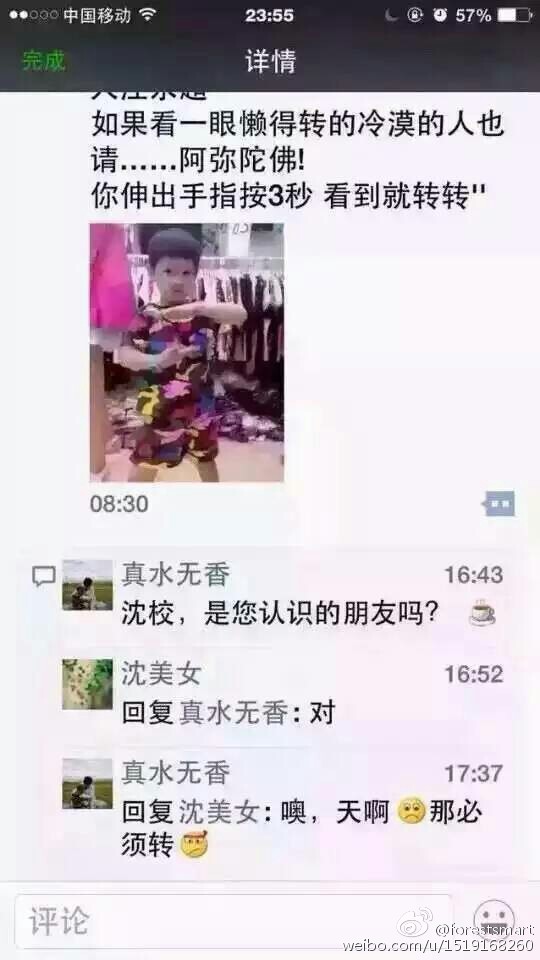 中国移动
23:55
57%
完成
详情
如果看一眼懒得转的冷漠的人也
请……阿弥陀佛!
你伸出手指按3秒 看到就转转''
08:30
真水无香
16:43
沈校，是您认识的朋友吗?
沈美女
16:52
回复真水无香: 对
真水无香
17:37
回复沈美女: 噢，天啊 那必
须转
评论
@forestsmart
weibo.com/u/1519168260